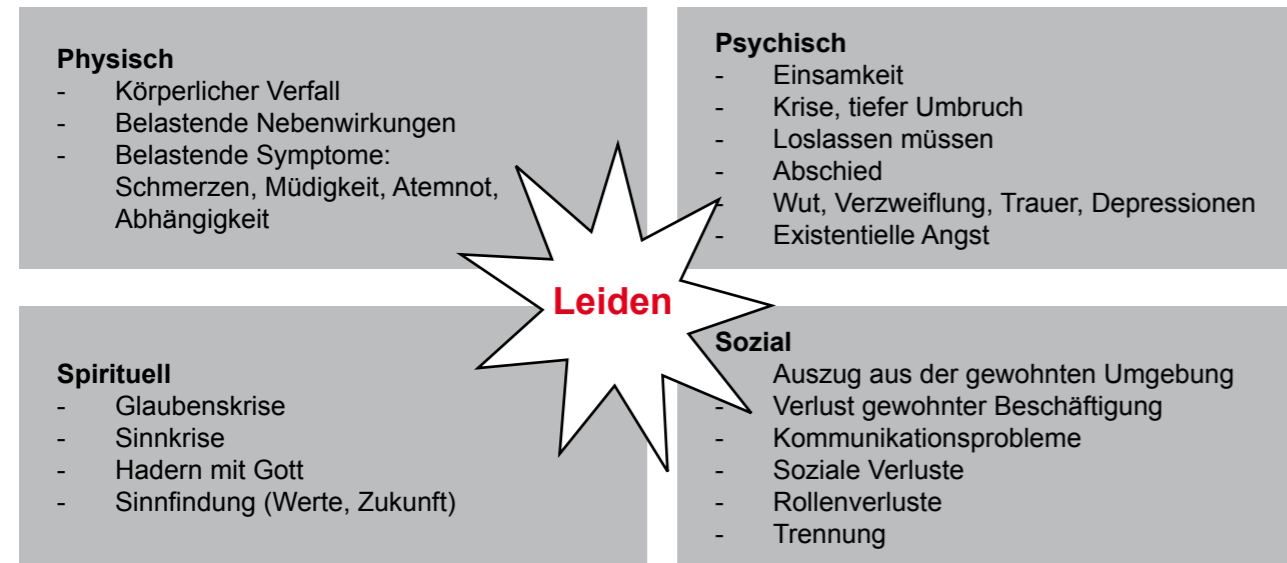 Physisch
- Körperlicher Verfall
- Belastende Nebenwirkungen
- Belastende Symptome:
Schmerzen, Müdigkeit, Atemnot,
Abhängigkeit
Psychisch
- Einsamkeit
- Krise, tiefer Umbruch
- Loslassen müssen
- Abschied
- Wut, Verzweiflung, Trauer, Depressionen
- Existentielle Angst
Leiden
Spirituell
- Glaubenskrise
- Sinnkrise
- Hadern mit Gott
- Sinnfindung (Werte, Zukunft)
Sozial
Auszug aus der gewohnten Umgebung
- Verlust gewohnter Beschäftigung
- Kommunikationsprobleme
- Soziale Verluste
- Rollenverluste
- Trennung